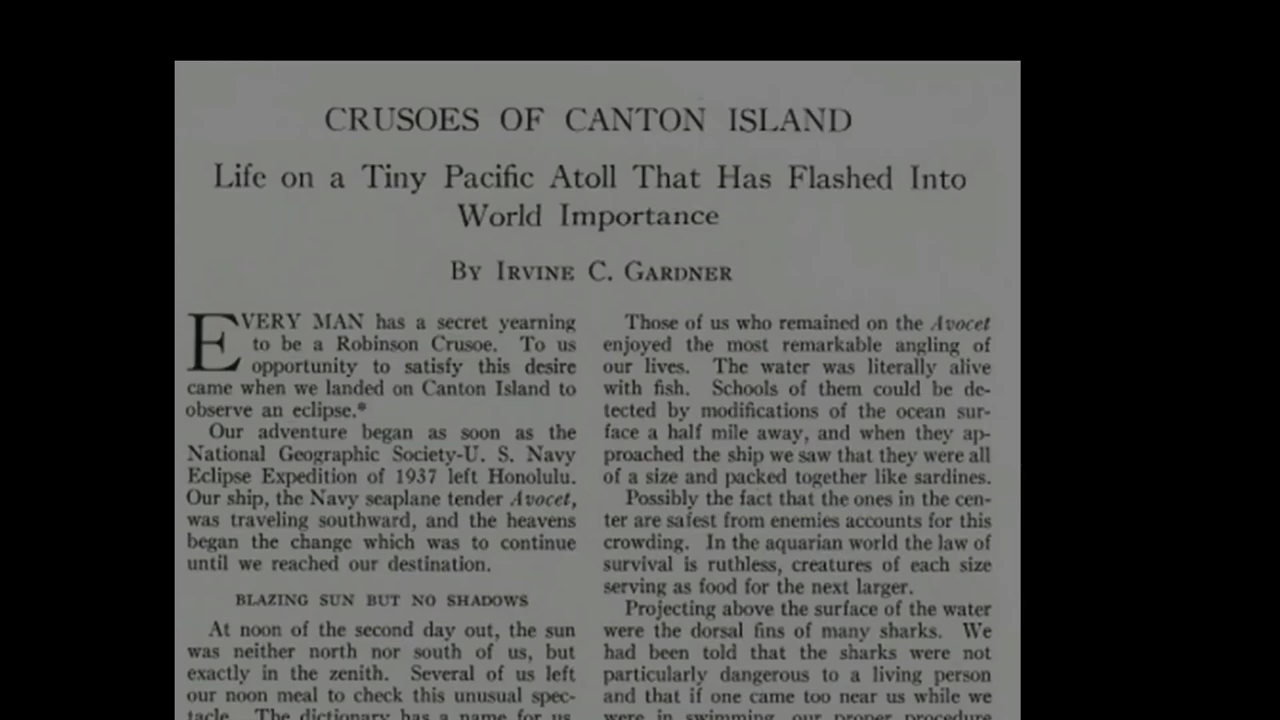 CRUSOES OF CANTON ISLAND
Life on a Tiny Pacific Atoll That Has Flashed Into
World Importance
By Irvine C. Gardner
EVERY MAN has a secret yearning
to be a Robinson Crusoe. To us
opportunity to satisfy this desire
came when we landed on Canton Island to
observe an eclipse.*
Our adventure began as soon as the
National Geographic Society-U. S. Navy
Eclipse Expedition of 1937 left Honolulu.
Our ship, the Navy seaplane tender Avocet,
was traveling southward, and the heavens
began the change which was to continue
until we reached our destination.
BLAZING SUN BUT NO SHADOWS
At noon of the second day out, the sun
was neither north nor south of us, but
exactly in the zenith. Several of us left
our noon meal to check this unusual spec-
tacle. The dictionary has a name for us,
Those of us who remained on the Avocet
enjoyed the most remarkable angling of
our lives. The water was literally alive
with fish. Schools of them could be de-
tected by modifications of the ocean sur-
face a half mile away, and when they ap-
proached the ship we saw that they were all
of a size and packed together like sardines.
Possibly the fact that the ones in the cen-
ter are safest from enemies accounts for this
crowding. In the aquarian world the law of
survival is ruthless, creatures of each size
serving as food for the next larger.
Projecting above the surface of the water
were the dorsal fins of many sharks. We
had been told that the sharks were not
particularly dangerous to a living person
and that if one came too near us while we
were in swimming, our proper procedure